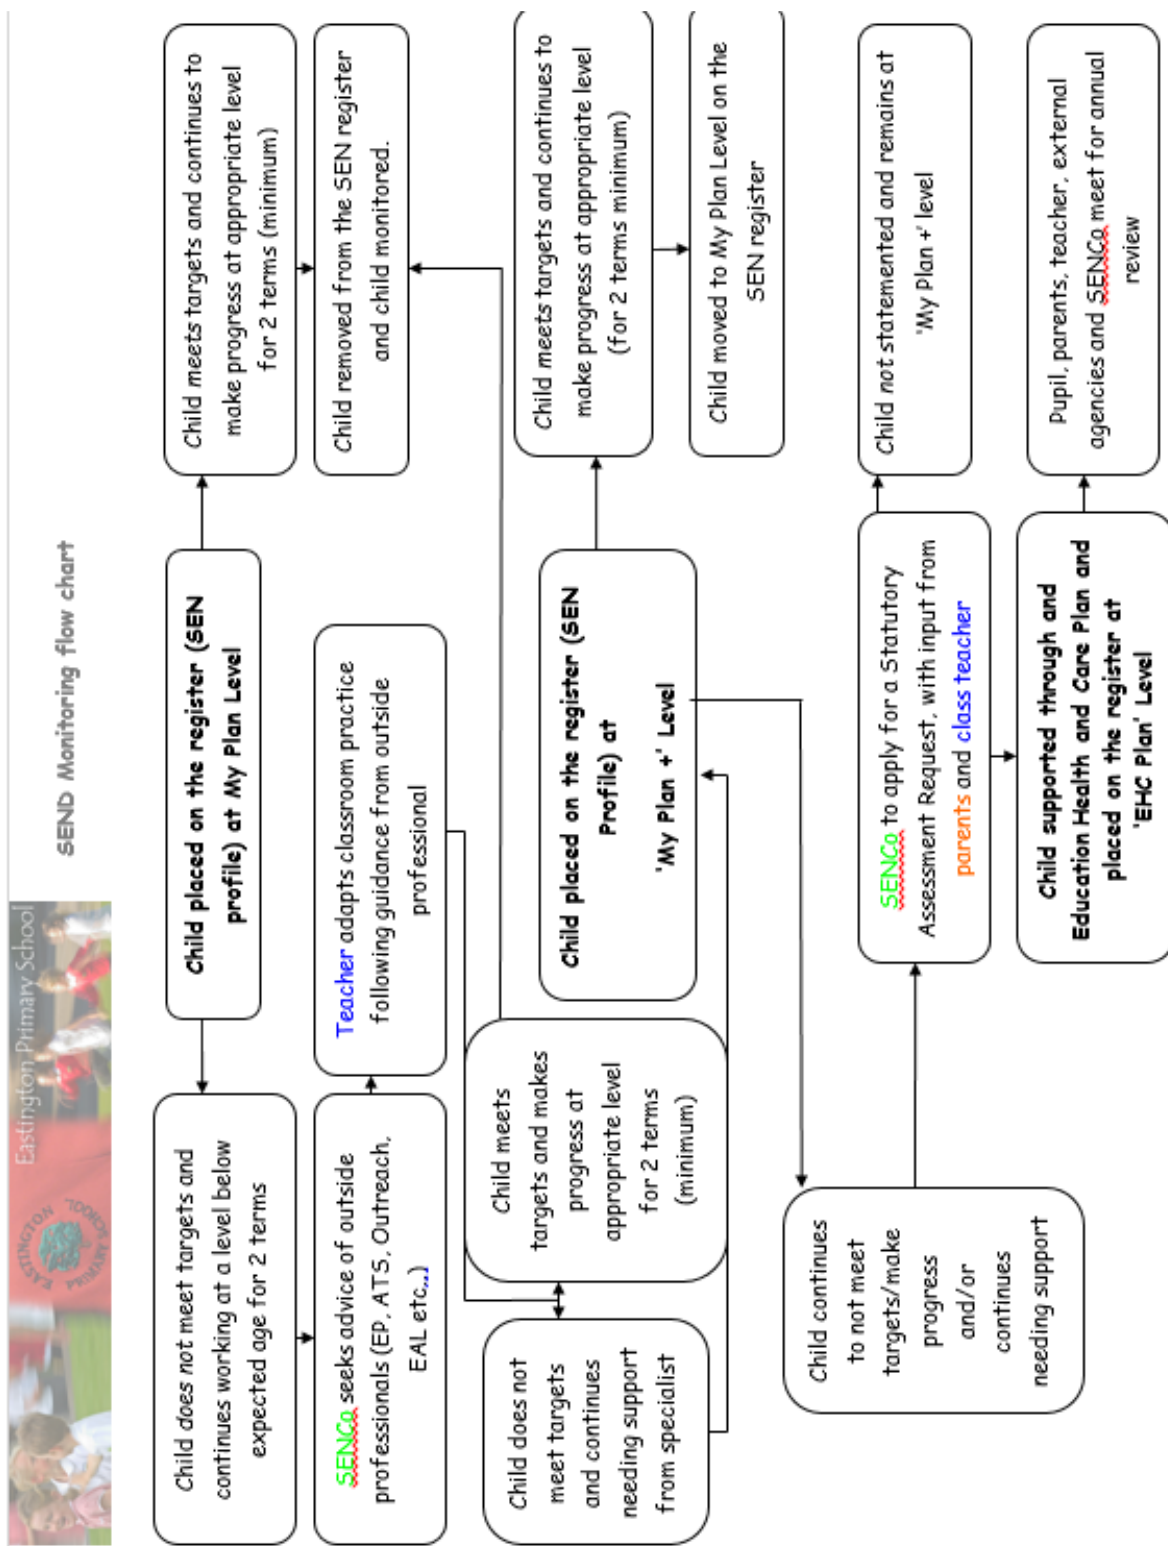 Eastington Primary School
EASTINGTON
PRIMARY SCHOOL
SEND Monitoring flow chart
Child does not meet targets and
continues working at a level below
expected age for 2 terms
Child placed on the register (SEN
profile) at My Plan Level
Child meets targets and continues to
make progress at appropriate level
for 2 terms (minimum)
SENCo seeks advice of outside
professionals (EP, ATS, Outreach,
EAL etc,,,)
Teacher adapts classroom practice
following guidance from outside
professional
Child removed from the SEN register
and child monitored.
Child does not
meet targets
and continues
needing support
from specialist
Child meets
targets and makes
progress at
appropriate level
for 2 terms
(minimum)
Child placed on the register (SEN
Profile) at
'My Plan +' Level
Child meets targets and continues to
make progress at appropriate level
(for 2 terms minimum)
Child moved to My Plan Level on the
SEN register
Child continues
to not meet
targets/make
progress
and/or
continues
needing support
SENCo to apply for a Statutory
Assessment Request, with input from
parents and class teacher
Child not statemented and remains at
'My Plan +' level
Child supported through and
Education Health and Care Plan and
placed on the register at
'EHC Plan' Level
Pupil, parents, teacher, external
agencies and SENCo meet for annual
review